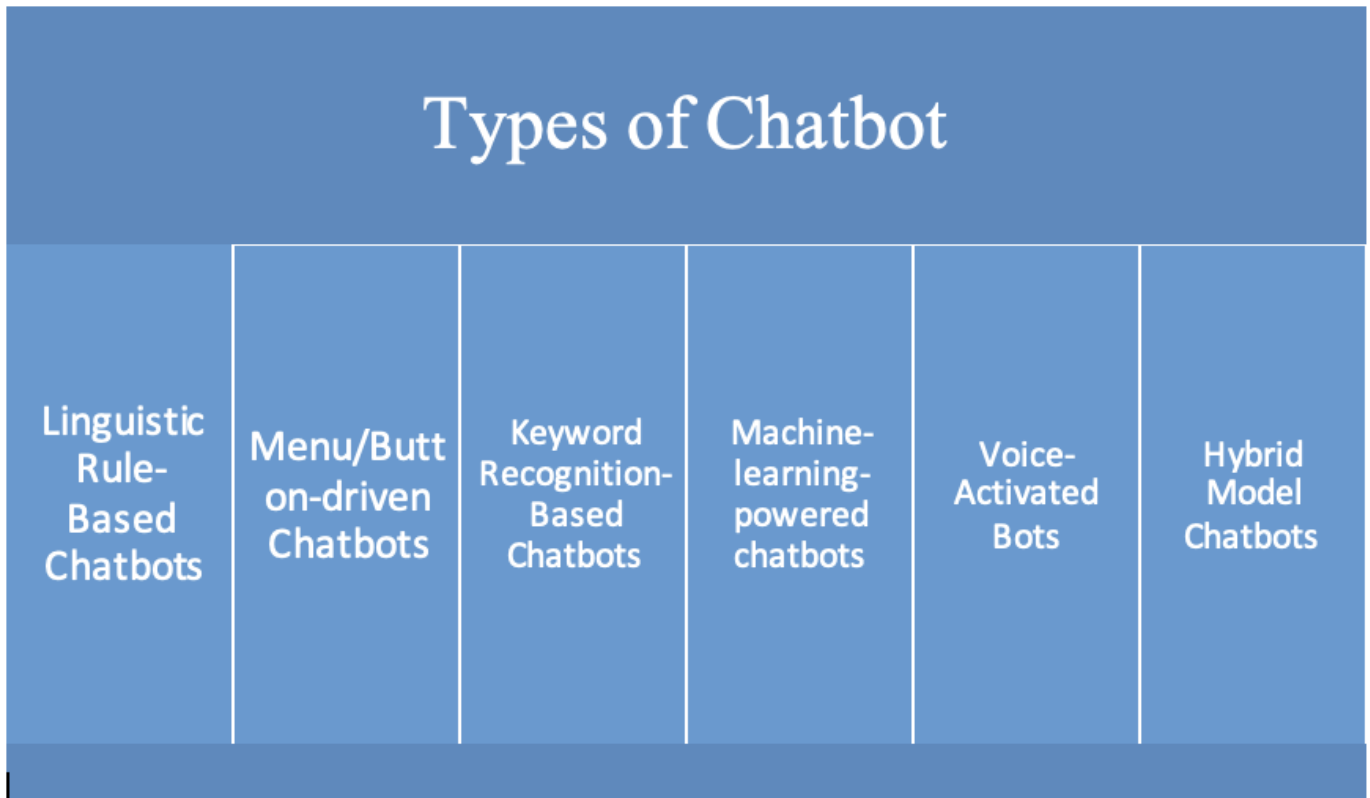 Types of Chatbot
Linguistic
Rule-
Based
Chatbots
Menu/Butt
on-driven
Chatbots
Keyword
Recognition-
Based
Chatbots
Machine-
learning-
powered
chatbots
Voice-
Activated
Bots
Hybrid
Model
Chatbots